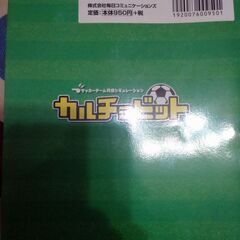 株式会社毎日コミュニケーションズ
定価:本体950円+税
1920076009501
サッカーチーム育成シミュレーション
カルチョビット